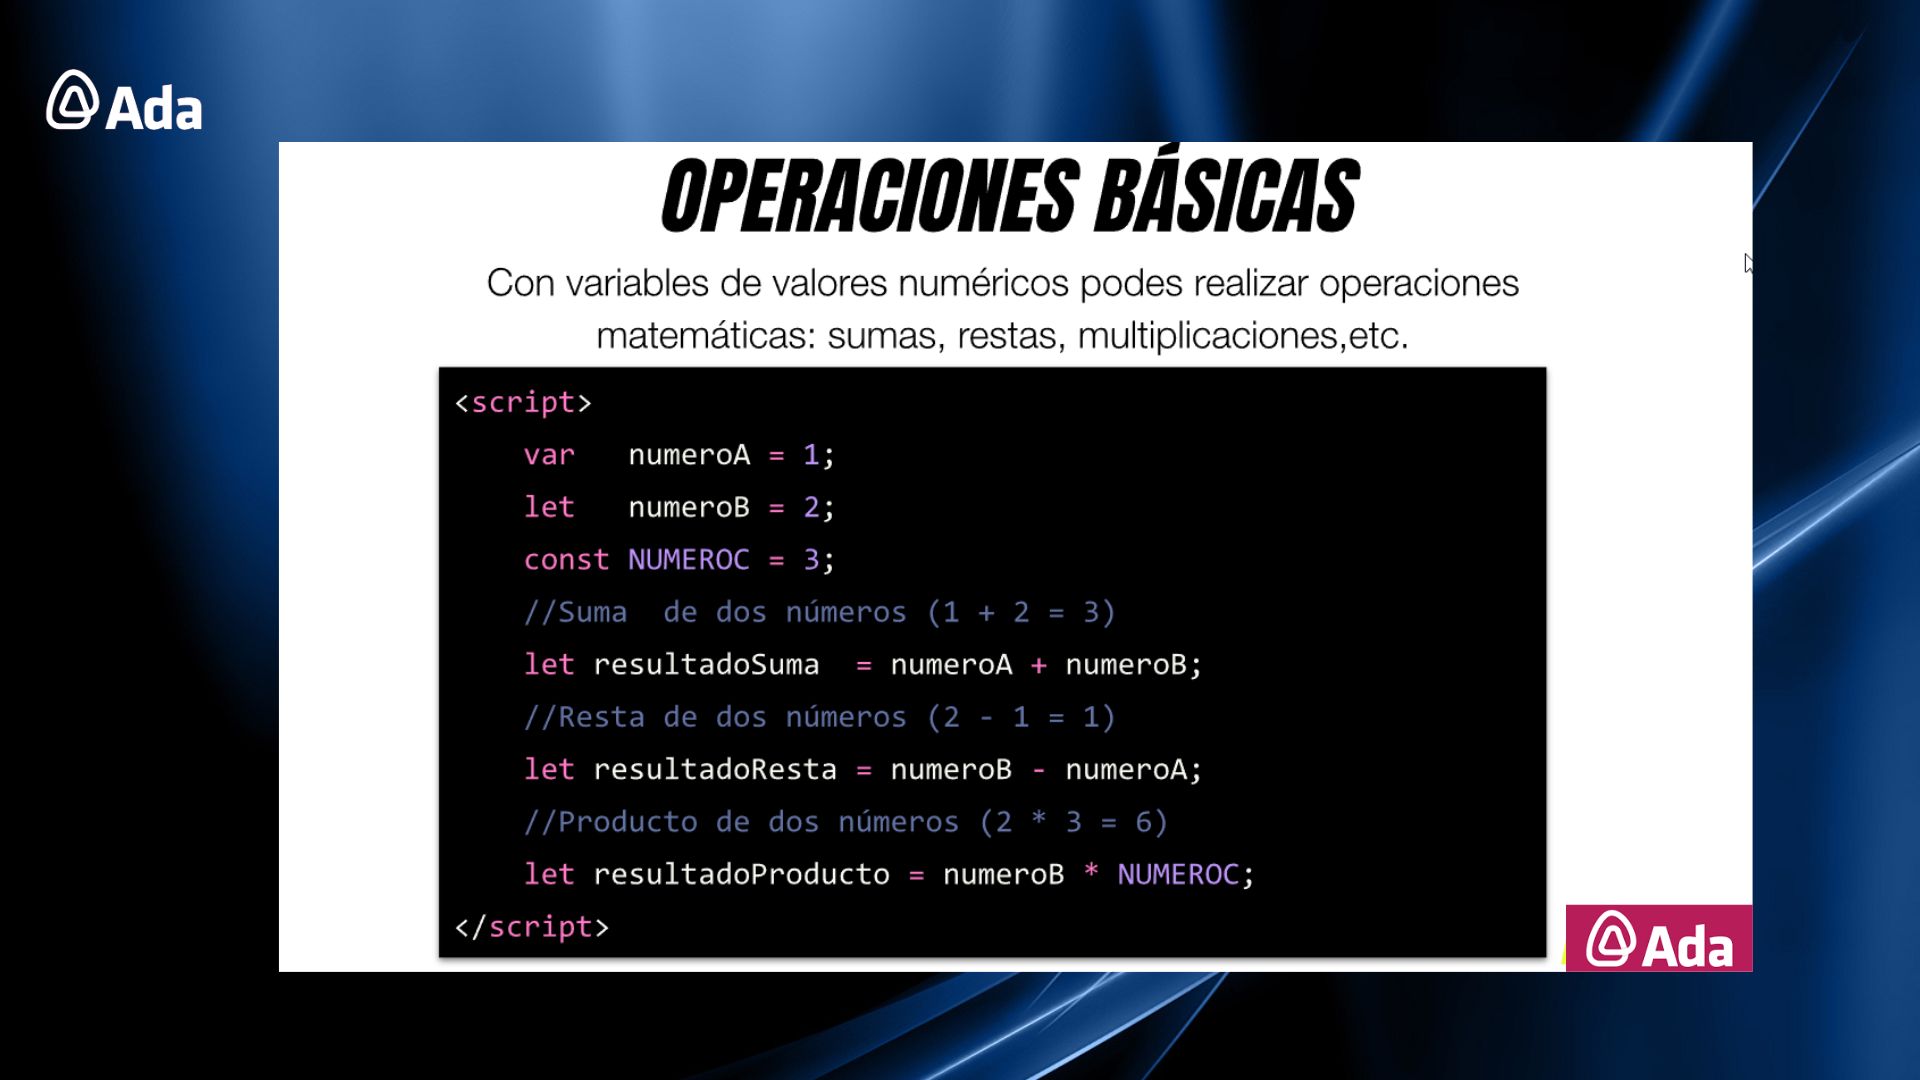 Ada
OPERACIONES BÁSICAS
Con variables de valores numéricos podes realizar operaciones
matemáticas: sumas, restas, multiplicaciones,etc.
<script>
    var   numeroA = 1;
    let   numeroB = 2;
    const NUMEROC = 3;
    //Suma  de dos números (1 + 2 = 3)
    let resultadoSuma  = numeroA + numeroB;
    //Resta de dos números (2 - 1 = 1)
    let resultadoResta = numeroB - numeroA;
    //Producto de dos números (2 * 3 = 6)
    let resultadoProducto = numeroB * NUMEROC;
</script>
Ada